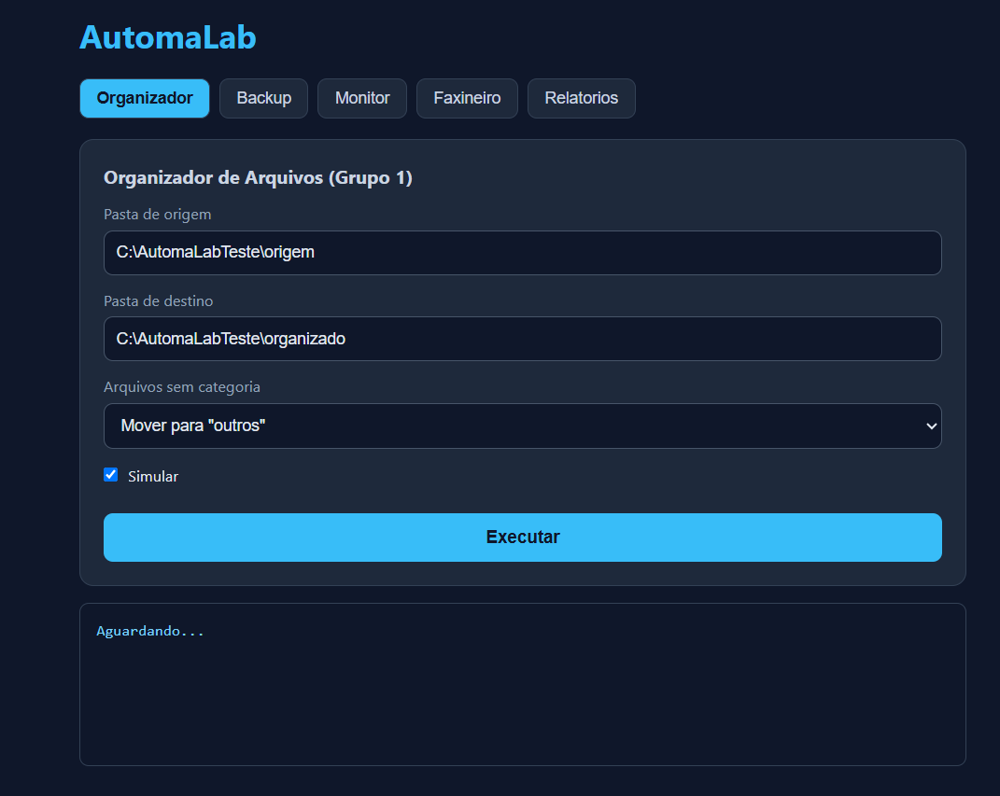 AutomaLab
Organizador Backup Monitor Faxineiro Relatorios
Organizador de Arquivos (Grupo 1)
Pasta de origem
C:\AutomaLabTeste\origem
Pasta de destino
C:\AutomaLabTeste\organizado
Arquivos sem categoria
Mover para "outros"
Simular
Executar
Aguardando...